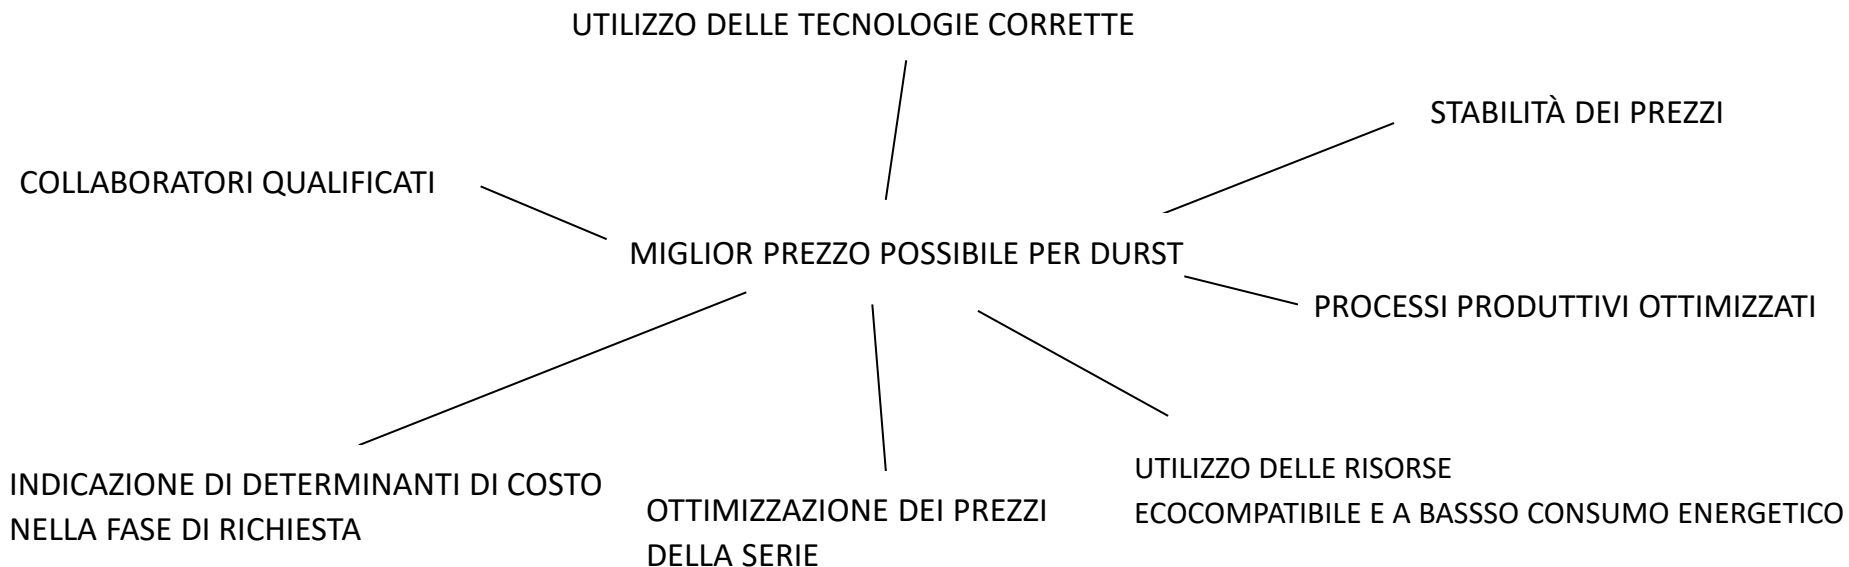 UTILIZZO DELLE TECNOLOGIE CORRETTE
STABILITÀ DEI PREZZI
COLLABORATORI QUALIFICATI
MIGLIOR PREZZO POSSIBILE PER DURST
PROCESSI PRODUTTIVI OTTIMIZZATI
INDICAZIONE DI DETERMINANTI DI COSTO
NELLA FASE DI RICHIESTA
OTTIMIZZAZIONE DEI PREZZI
DELLA SERIE
UTILIZZO DELLE RISORSE
ECOCOMPATIBILE E A BASSSO CONSUMO ENERGETICO